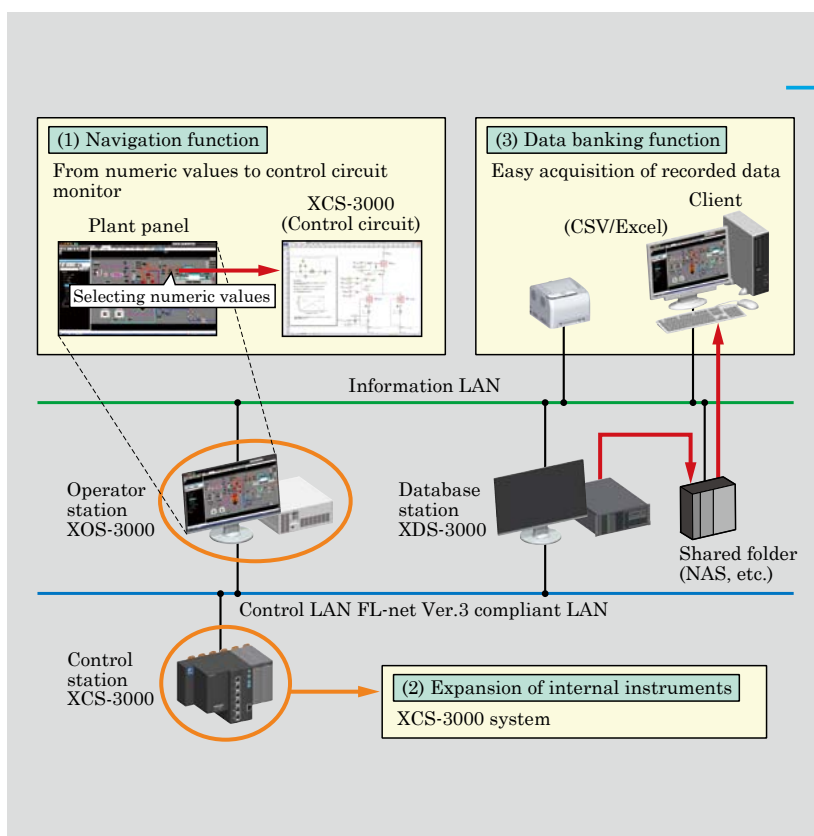 (1) Navigation function
From numeric values to control circuit
monitor
Plant panel
XCS-3000
(Control circuit)
Selecting numeric values
(3) Data banking function
Easy acquisition of recorded data
Client
(CSV/Excel)
Information LAN
Operator
station
XOS-3000
Database
station
XDS-3000
Shared folder
(NAS, etc.)
Control LAN FL-net Ver.3 compliant LAN
Control
station
XCS-3000
(2) Expansion of internal instruments
XCS-3000 system